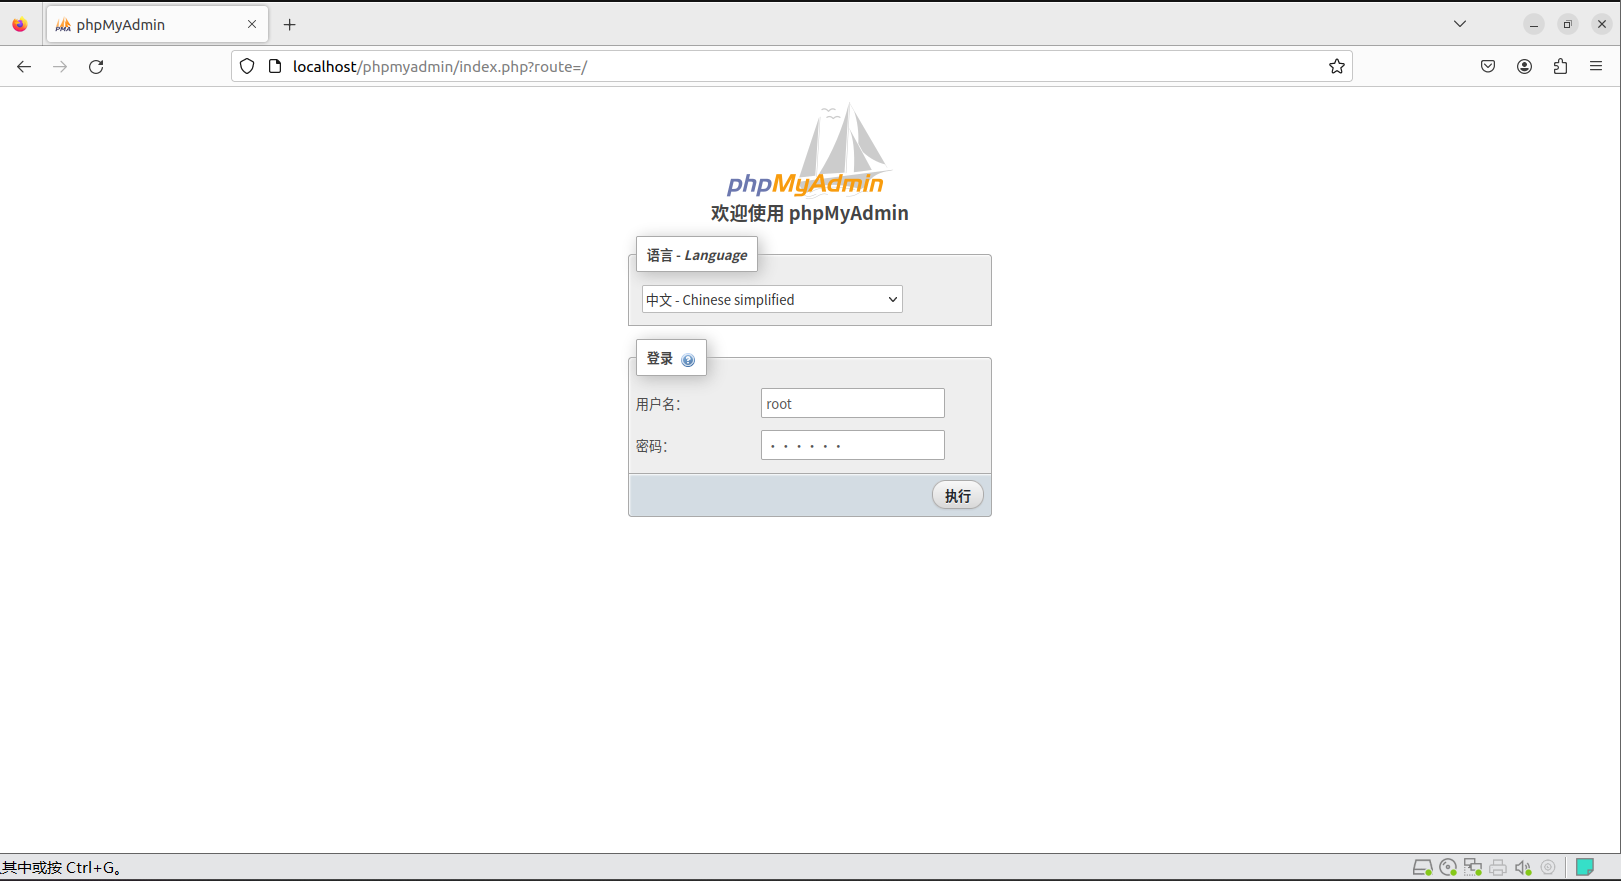 phpMyAdmin
localhost/phpmyadmin/index.php?route=/
phpMyAdmin
欢迎使用 phpMyAdmin
语言 - Language
中文 - Chinese simplified
登录
用户名：
root
密码：
执行
其中或按 Ctrl+G。